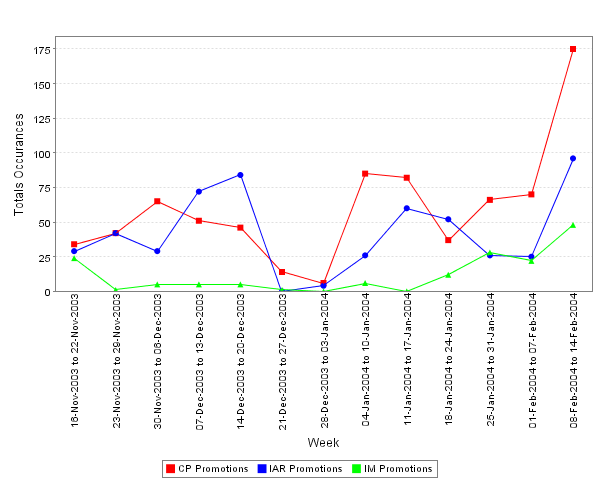 175
150
125
100
75
50
25
0
Totals Occurances
16-Nov-2003 to 22-Nov-2003
23-Nov-2003 to 29-Nov-2003
30-Nov-2003 to 06-Dec-2003
07-Dec-2003 to 13-Dec-2003
14-Dec-2003 to 20-Dec-2003
21-Dec-2003 to 27-Dec-2003
28-Dec-2003 to 03-Jan-2004
04-Jan-2004 to 10-Jan-2004
11-Jan-2004 to 17-Jan-2004
18-Jan-2004 to 24-Jan-2004
25-Jan-2004 to 31-Jan-2004
01-Feb-2004 to 07-Feb-2004
08-Feb-2004 to 14-Feb-2004
Week
CP Promotions IAR Promotions IM Promotions